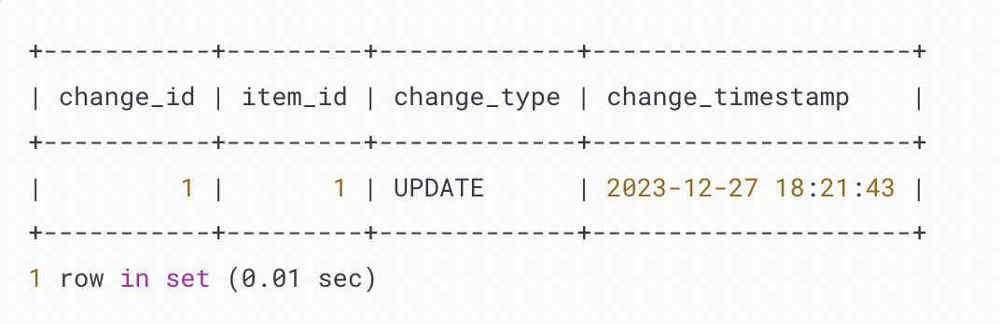 +-----------+---------+-------------+---------------------+
| change_id | item_id | change_type | change_timestamp    |
+-----------+---------+-------------+---------------------+
|         1 |       1 | UPDATE      | 2023-12-27 18:21:43 |
+-----------+---------+-------------+---------------------+
1 row in set (0.01 sec)